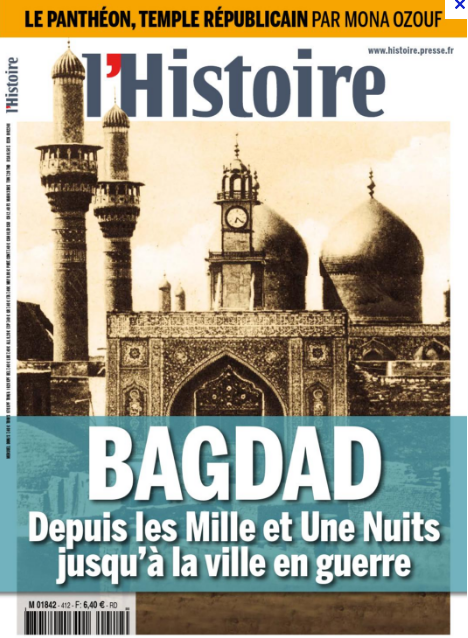 LE PANTHÉON, TEMPLE RÉPUBLICAIN PAR MONA OZOUF
www.histoire.presse.fr
l'Histoire
l'Histoire
BAGDAD
Depuis les Mille et Une Nuits
jusqu'à la ville en guerre
M 01842 - 412 - F: 6,40 € - RD